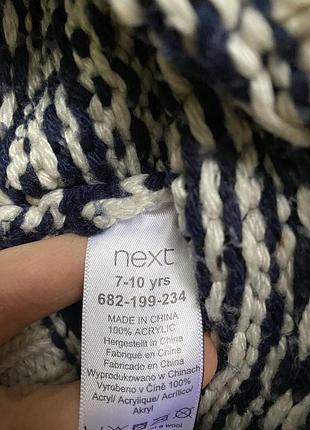 next
7-10 yrs
682-199-234
MADE IN CHINA
100% ACRYLIC
Hergestellt in China
Fabriqué en Chine
Fabricado en China
Wyprodukowano w Chinach
Vyrobeno v Číně 100%
Acryl/ Acrylique/ Acrílico/
Akryl
wool